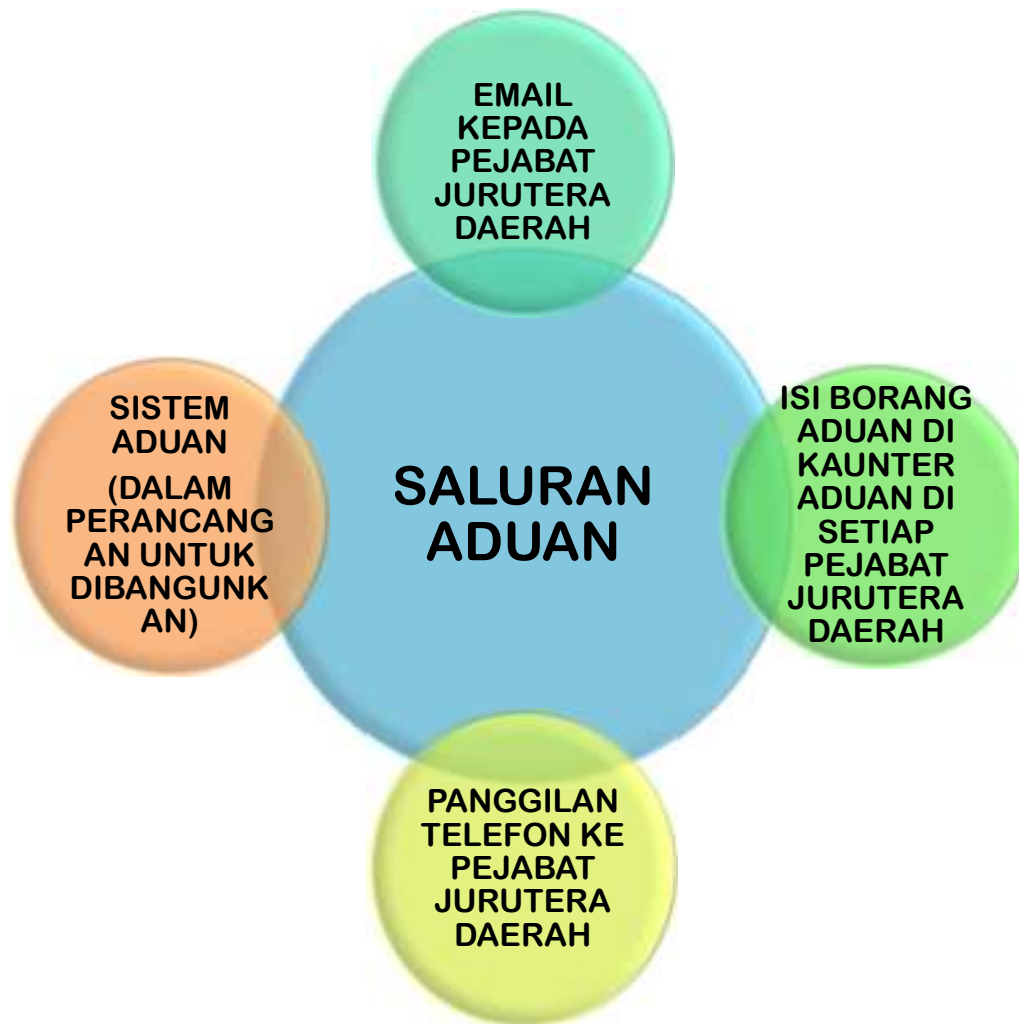 EMAIL
KEPADA
PEJABAT
JURUTERA
DAERAH
SISTEM
ADUAN
(DALAM
PERANCANG
AN UNTUK
DIBANGUNK
AN)
SALURAN
ADUAN
ISI BORANG
ADUAN DI
KAUNTER
ADUAN DI
SETIAP
PEJABAT
JURUTERA
DAERAH
PANGGILAN
TELEFON KE
PEJABAT
JURUTERA
DAERAH